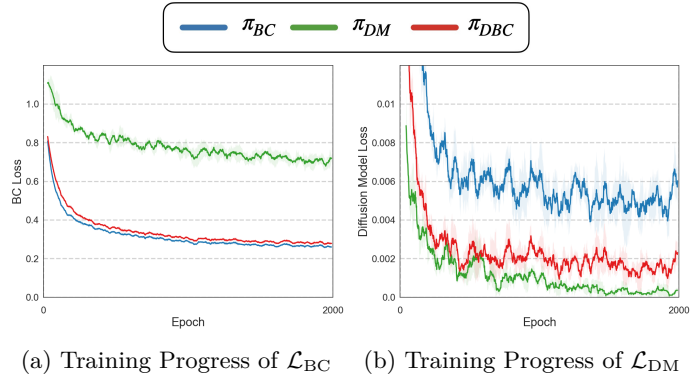 π_BC π_DM π_DBC
1.0
0.8
0.6
0.4
0.2
0.0
BC Loss
0 2000
Epoch
0.01
0.008
0.006
0.004
0.002
0.0
Diffusion Model Loss
0 2000
Epoch
(a) Training Progress of ℒ_BC (b) Training Progress of ℒ_DM